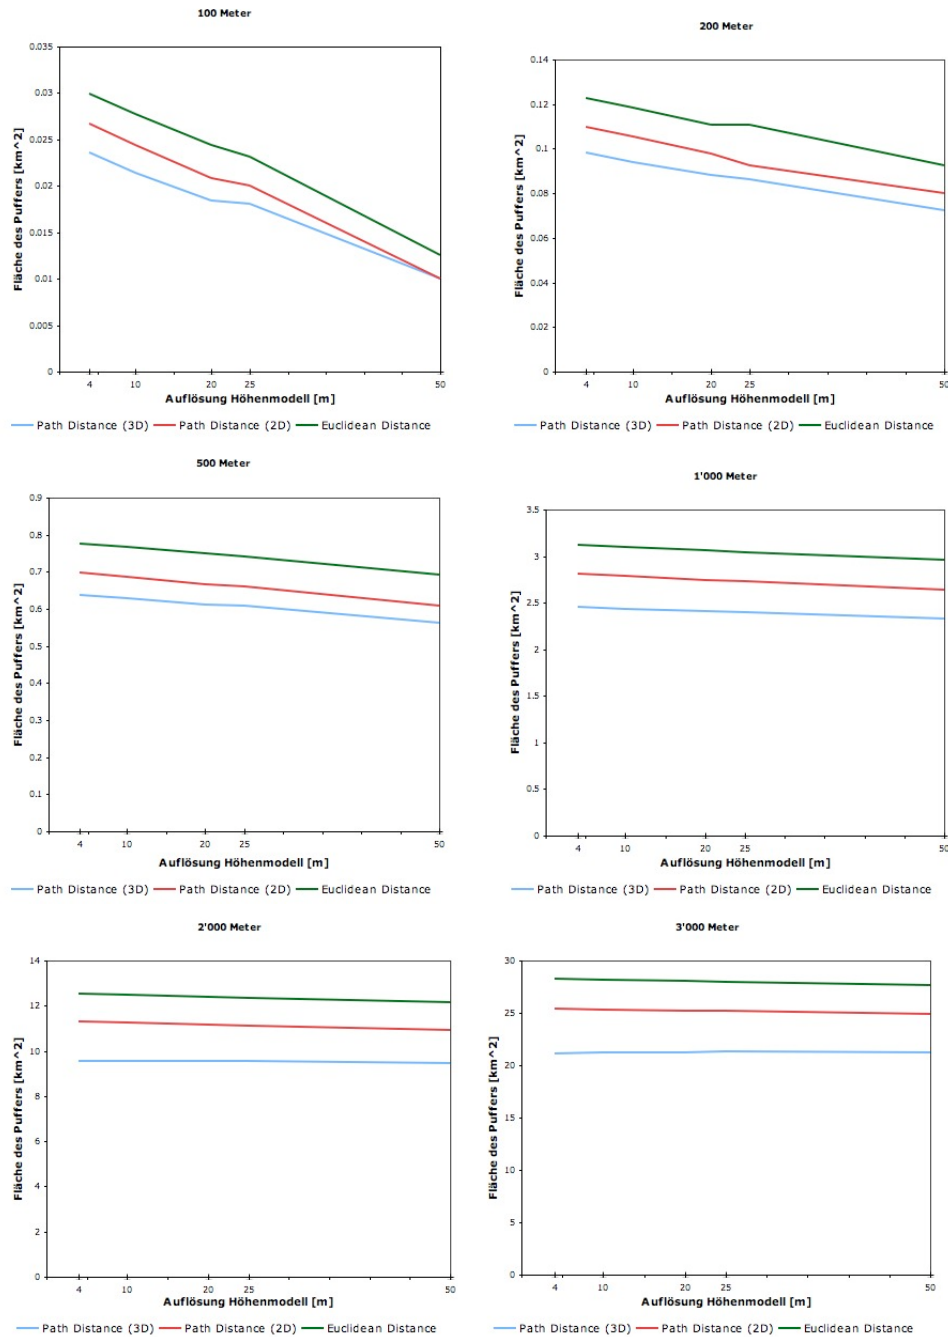 100 Meter
Fläche des Puffers [km^2]
0.035
0.03
0.025
0.02
0.015
0.01
0.005
0
4 10 20 25 50
Auflösung Höhenmodell [m]
Path Distance (3D) Path Distance (2D) Euclidean Distance
200 Meter
Fläche des Puffers [km^2]
0.14
0.12
0.1
0.08
0.06
0.04
0.02
0
4 10 20 25 50
Auflösung Höhenmodell [m]
Path Distance (3D) Path Distance (2D) Euclidean Distance
500 Meter
Fläche des Puffers [km^2]
0.9
0.8
0.7
0.6
0.5
0.4
0.3
0.2
0.1
0
4 10 20 25 50
Auflösung Höhenmodell [m]
Path Distance (3D) Path Distance (2D) Euclidean Distance
1'000 Meter
Fläche des Puffers [km^2]
3.5
3
2.5
2
1.5
1
0.5
0
4 10 20 25 50
Auflösung Höhenmodell [m]
Path Distance (3D) Path Distance (2D) Euclidean Distance
2'000 Meter
Fläche des Puffers [km^2]
14
12
10
8
6
4
2
0
4 10 20 25 50
Auflösung Höhenmodell [m]
Path Distance (3D) Path Distance (2D) Euclidean Distance
3'000 Meter
Fläche des Puffers [km^2]
30
25
20
15
10
5
0
4 10 20 25 50
Auflösung Höhenmodell [m]
Path Distance (3D) Path Distance (2D) Euclidean Distance